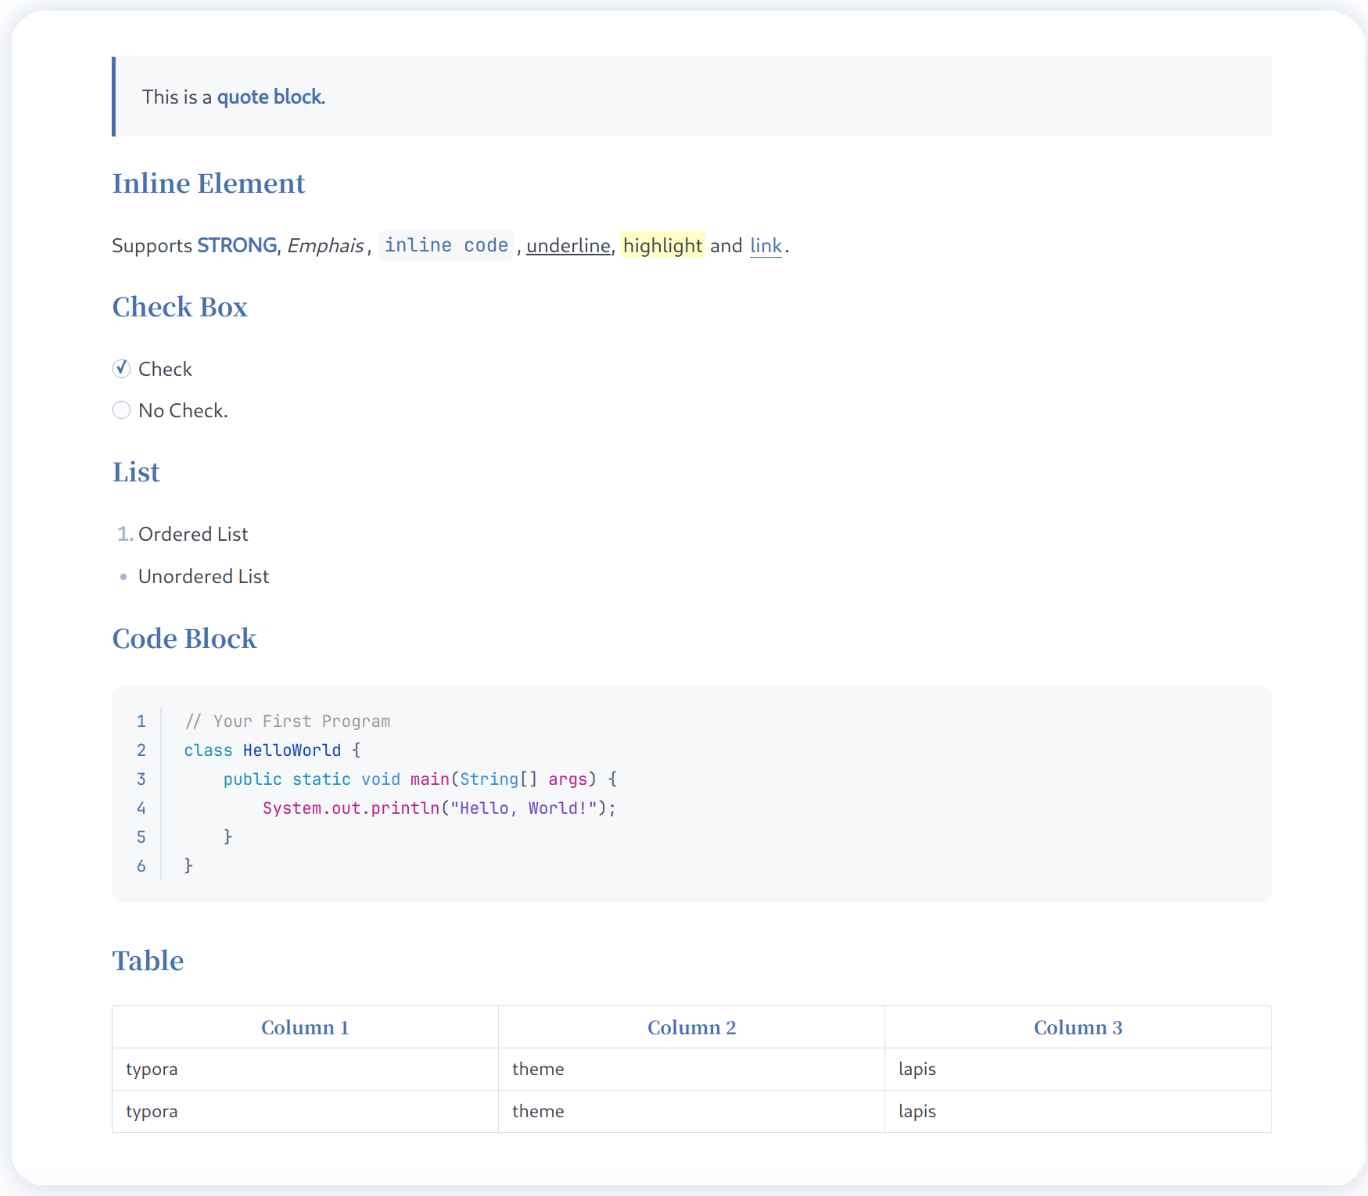 This is a quote block.
Inline Element
Supports STRONG, Emphais, inline code, underline, highlight and link.
Check Box
Check
No Check.
List
1. Ordered List
• Unordered List
Code Block
1 // Your First Program
2 class HelloWorld {
3     public static void main(String[] args) {
4         System.out.println("Hello, World!");
5     }
6 }
Table
Column 1 Column 2 Column 3
typora theme lapis
typora theme lapis